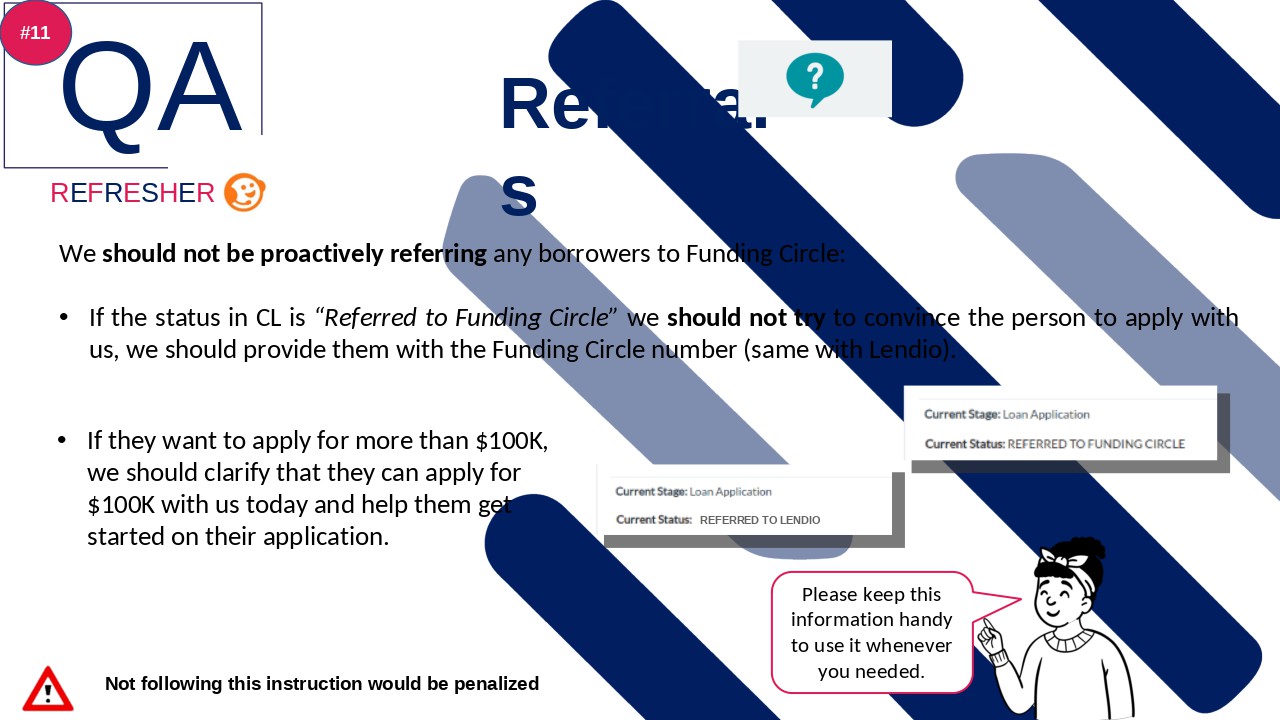 #11
QA
REFRESHER
Referral
s
?
We should not be proactively referring any borrowers to Funding Circle:
• If the status in CL is “Referred to Funding Circle” we should not try to convince the person to apply with
us, we should provide them with the Funding Circle number (same with Lendio).
Current Stage: Loan Application
Current Status: REFERRED TO FUNDING CIRCLE
• If they want to apply for more than $100K,
we should clarify that they can apply for
$100K with us today and help them get
started on their application.
Current Stage: Loan Application
Current Status: REFERRED TO LENDIO
Please keep this
information handy
to use it whenever
you needed.
Not following this instruction would be penalized